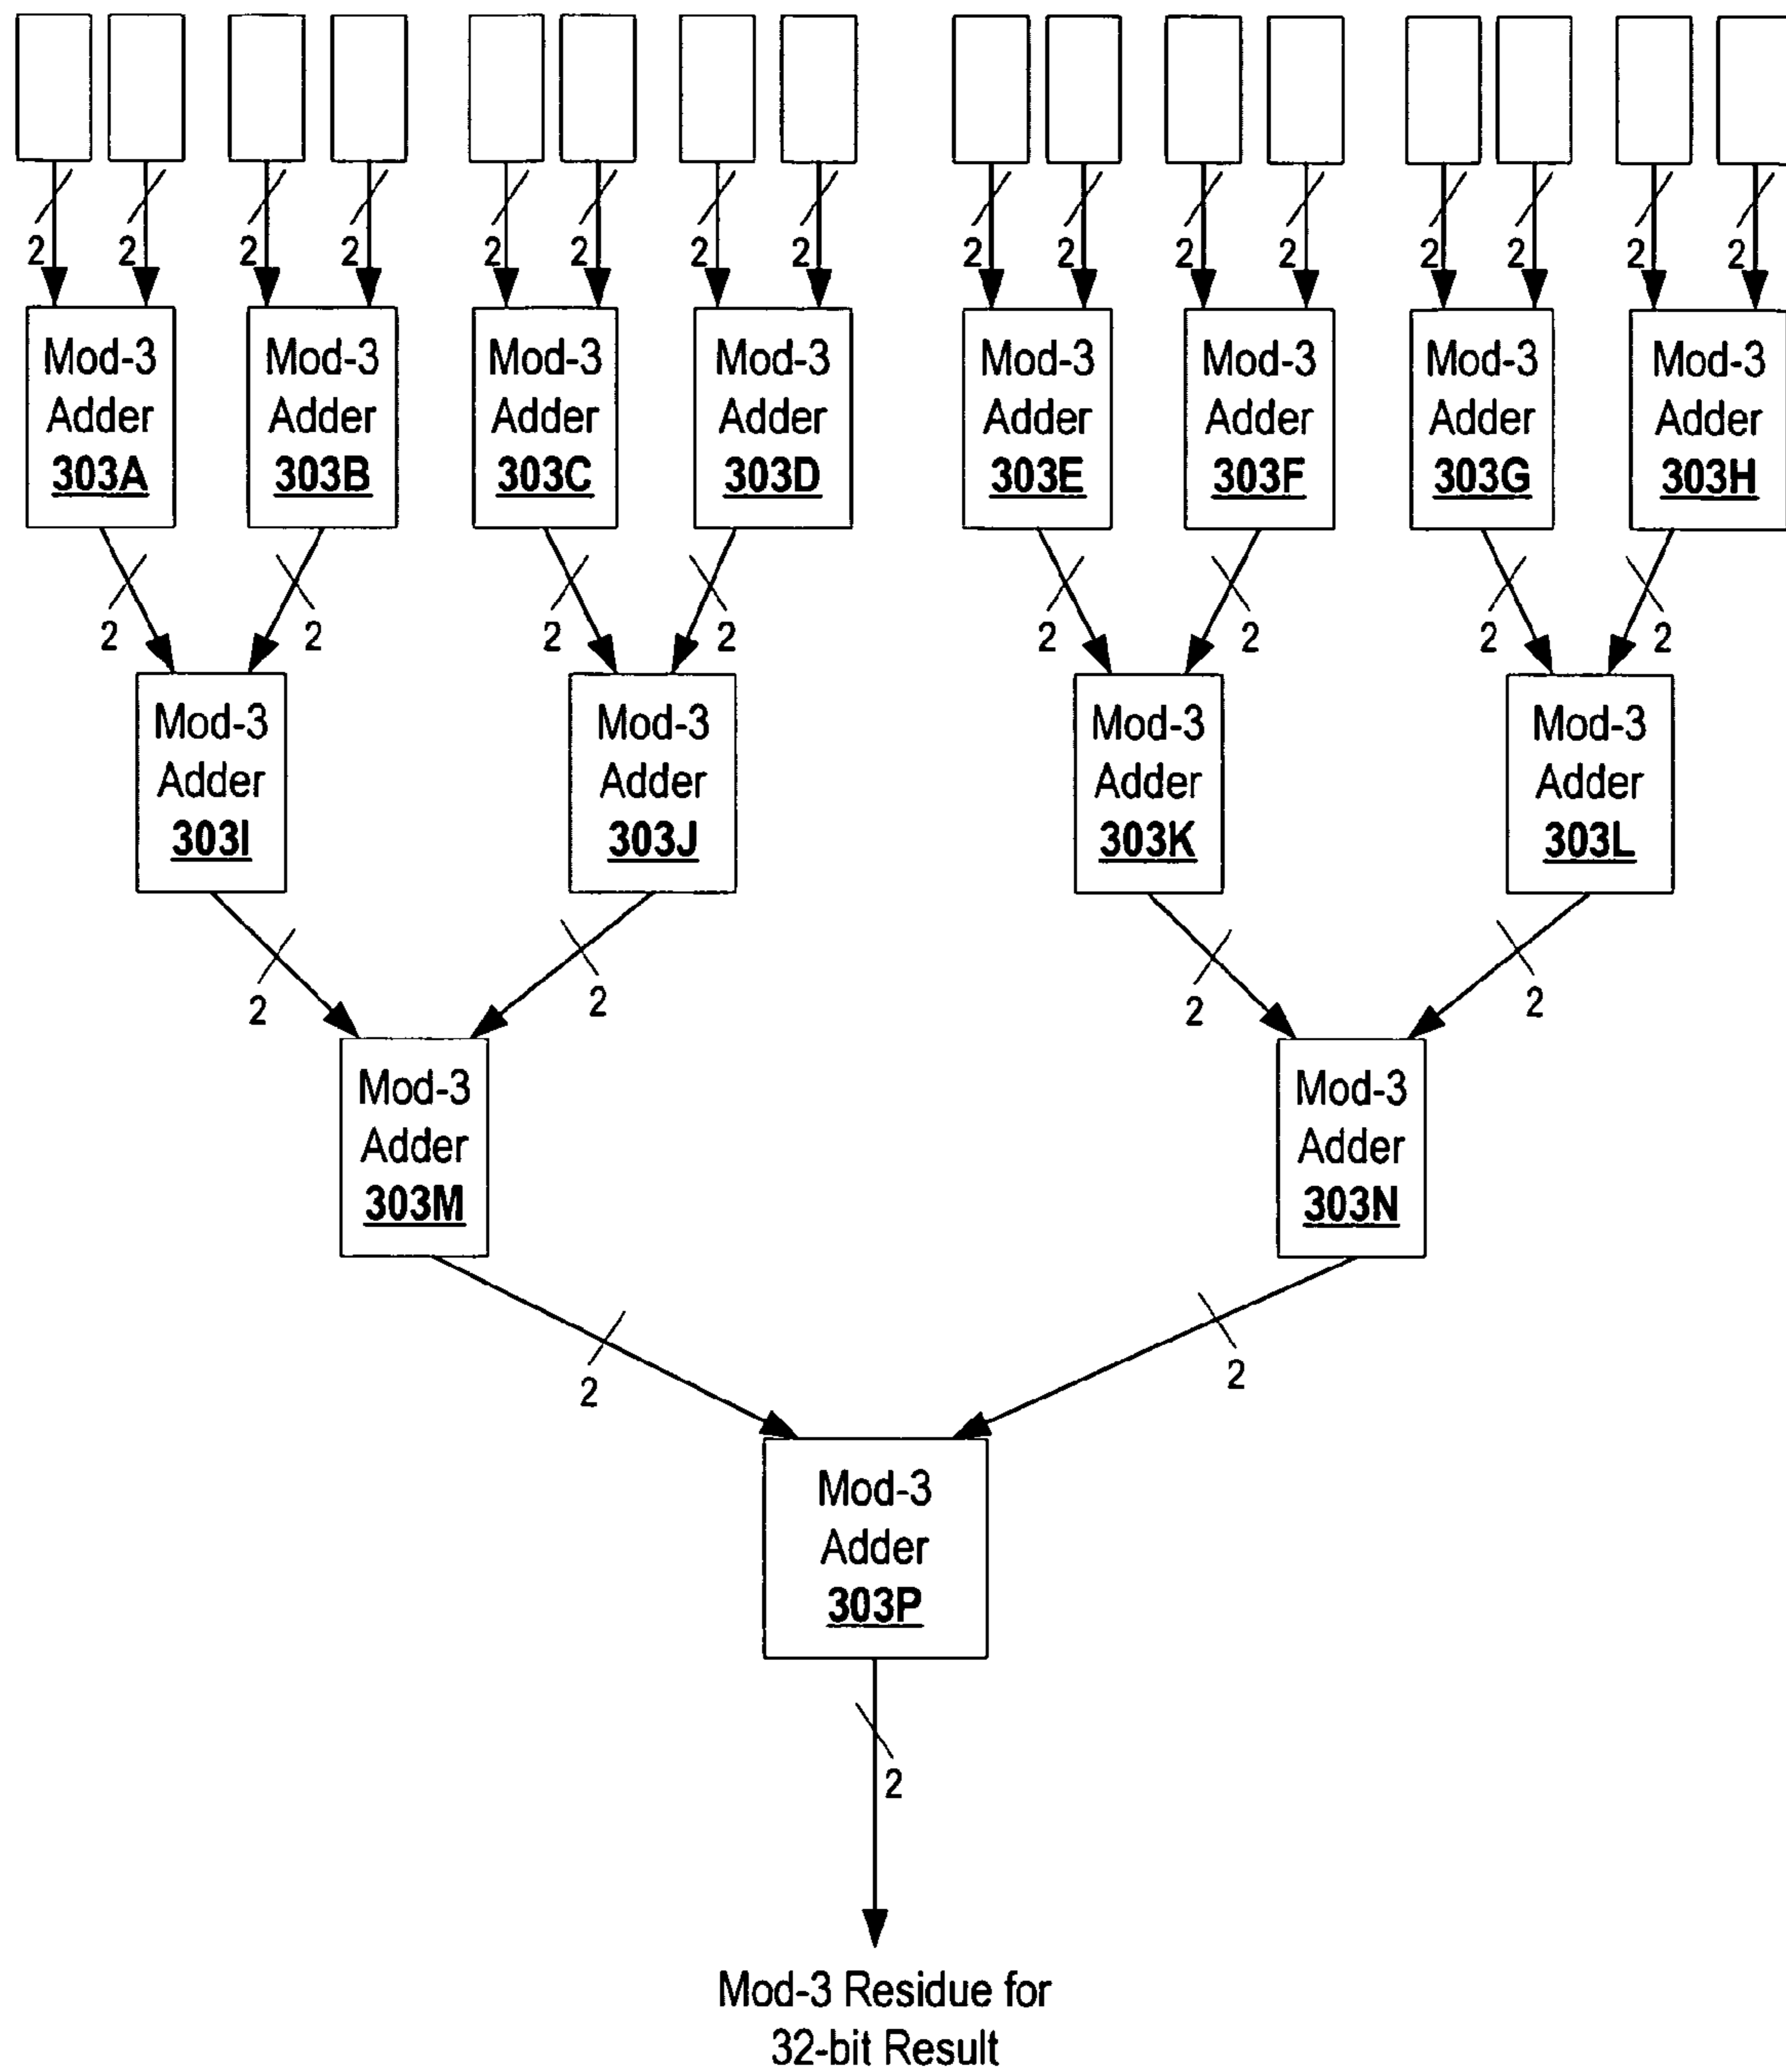 2 2 2 2 2 2 2 2 2 2 2 2 2 2 2 2
Mod-3 Mod-3 Mod-3 Mod-3 Mod-3 Mod-3 Mod-3 Mod-3
Adder Adder Adder Adder Adder Adder Adder Adder
303A 303B 303C 303D 303E 303F 303G 303H
2 2 2 2 2 2 2 2
Mod-3 Mod-3 Mod-3 Mod-3
Adder Adder Adder Adder
303I 303J 303K 303L
2 2 2 2
Mod-3 Mod-3
Adder Adder
303M 303N
2 2
Mod-3
Adder
303P
2
Mod-3 Residue for
32-bit Result